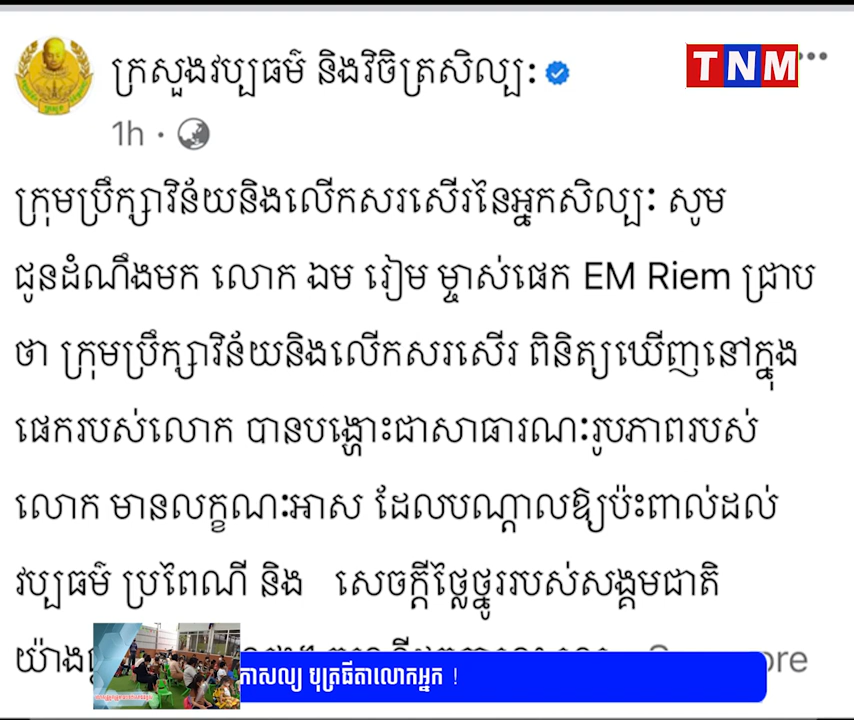 ក្រសួងវប្បធម៌ និងវិចិត្រសិល្បៈ
TNM
1h
ក្រុមប្រឹក្សាវិន័យនិងលើកសរសើរនៃអ្នកសិល្បៈ សូម
ជូនដំណឹងមក លោក ឯម រៀម ម្ចាស់ផេក EM Riem ជ្រាប
ថា ក្រុមប្រឹក្សាវិន័យនិងលើកសរសើរ ពិនិត្យឃើញនៅក្នុង
ផេករបស់លោក បានបង្ហោះជាសាធារណៈរូបភាពរបស់
លោក មានលក្ខណៈអាស ដែលបណ្តាលឱ្យប៉ះពាល់ដល់
វប្បធម៌ ប្រពៃណី និង សេចក្តីថ្លៃថ្នូររបស់សង្គមជាតិ
យ៉ាង
ភាសល្យ បុត្រធីតាលោកអ្នក !